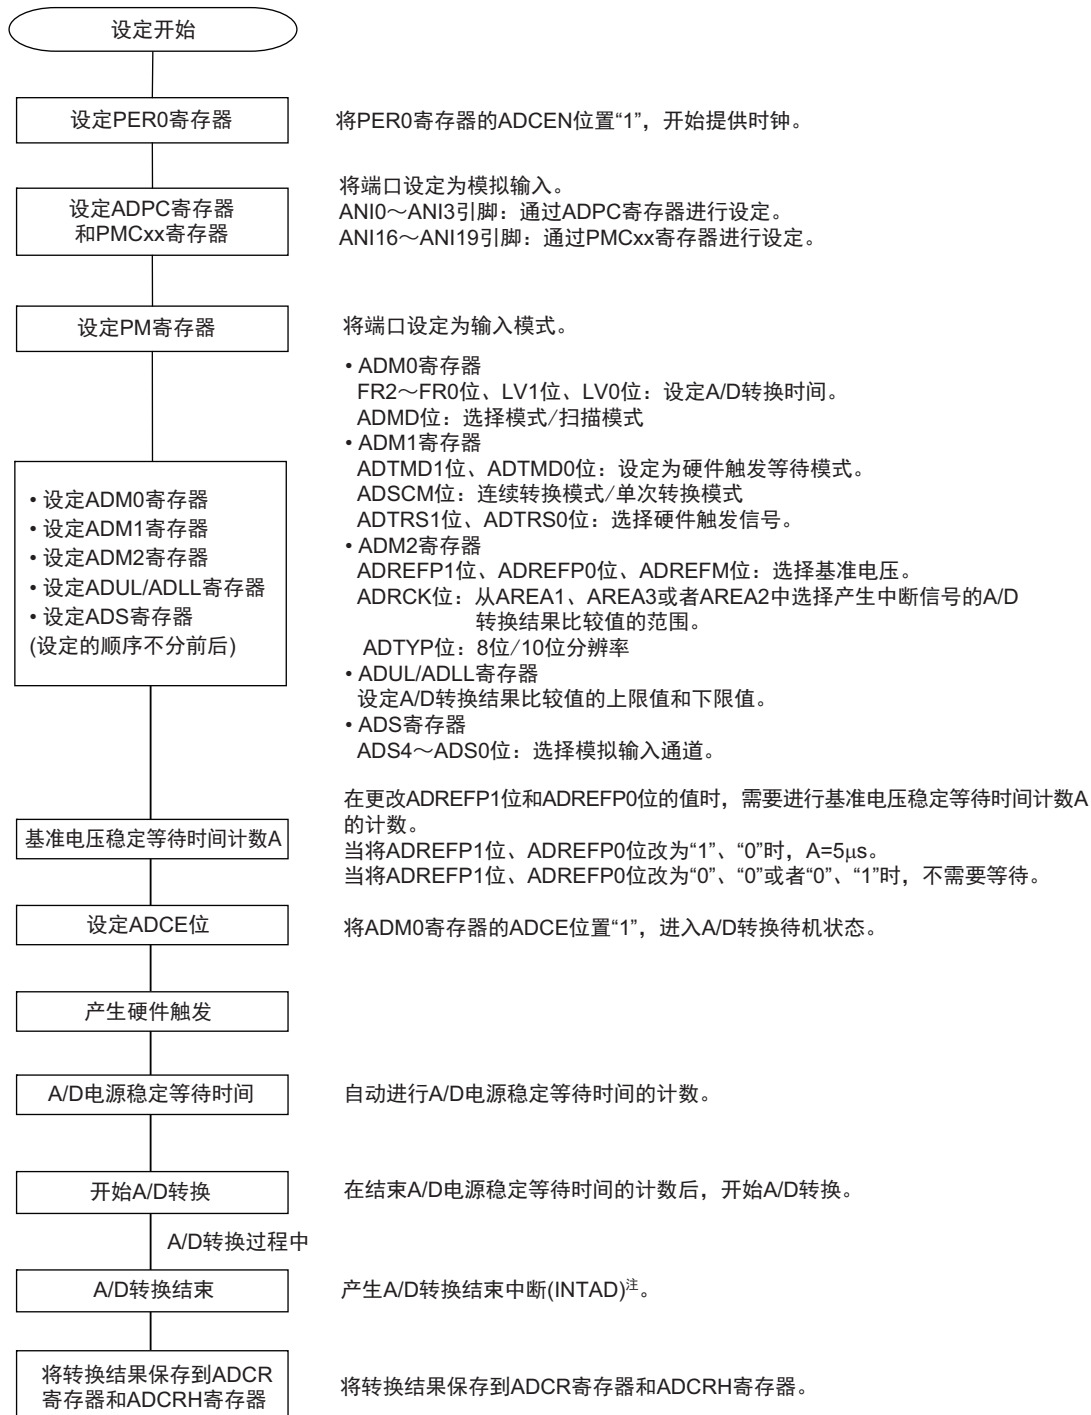 设定开始
设定PER0寄存器
将PER0寄存器的ADCEN位置“1”，开始提供时钟。
设定ADPC寄存器
和PMCxx寄存器
将端口设定为模拟输入。
ANI0～ANI3引脚：通过ADPC寄存器进行设定。
ANI16～ANI19引脚：通过PMCxx寄存器进行设定。
设定PM寄存器
将端口设定为输入模式。
• 设定ADM0寄存器
• 设定ADM1寄存器
• 设定ADM2寄存器
• 设定ADUL/ADLL寄存器
• 设定ADS寄存器
(设定的顺序不分前后)
• ADM0寄存器
FR2～FR0位、LV1位、LV0位：设定A/D转换时间。
ADMD位：选择模式/扫描模式
• ADM1寄存器
ADTMD1位、ADTMD0位：设定为硬件触发等待模式。
ADSCM位：连续转换模式/单次转换模式
ADTRS1位、ADTRS0位：选择硬件触发信号。
• ADM2寄存器
ADREFP1位、ADREFP0位、ADREFM位：选择基准电压。
ADRCK位：从AREA1、AREA3或者AREA2中选择产生中断信号的A/D
转换结果比较值的范围。
ADTYP位：8位/10位分辨率
• ADUL/ADLL寄存器
设定A/D转换结果比较值的上限值和下限值。
• ADS寄存器
ADS4～ADS0位：选择模拟输入通道。
基准电压稳定等待时间计数A
在更改ADREFP1位和ADREFP0位的值时，需要进行基准电压稳定等待时间计数A
的计数。
当将ADREFP1位、ADREFP0位改为“1”、“0”时，A=5μs。
当将ADREFP1位、ADREFP0位改为“0”、“0”或者“0”、“1”时，不需要等待。
设定ADCE位
将ADM0寄存器的ADCE位置“1”，进入A/D转换待机状态。
产生硬件触发
A/D电源稳定等待时间
自动进行A/D电源稳定等待时间的计数。
开始A/D转换
在结束A/D电源稳定等待时间的计数后，开始A/D转换。
A/D转换过程中
A/D转换结束
产生A/D转换结束中断(INTAD)注。
将转换结果保存到ADCR
寄存器和ADCRH寄存器
将转换结果保存到ADCR寄存器和ADCRH寄存器。